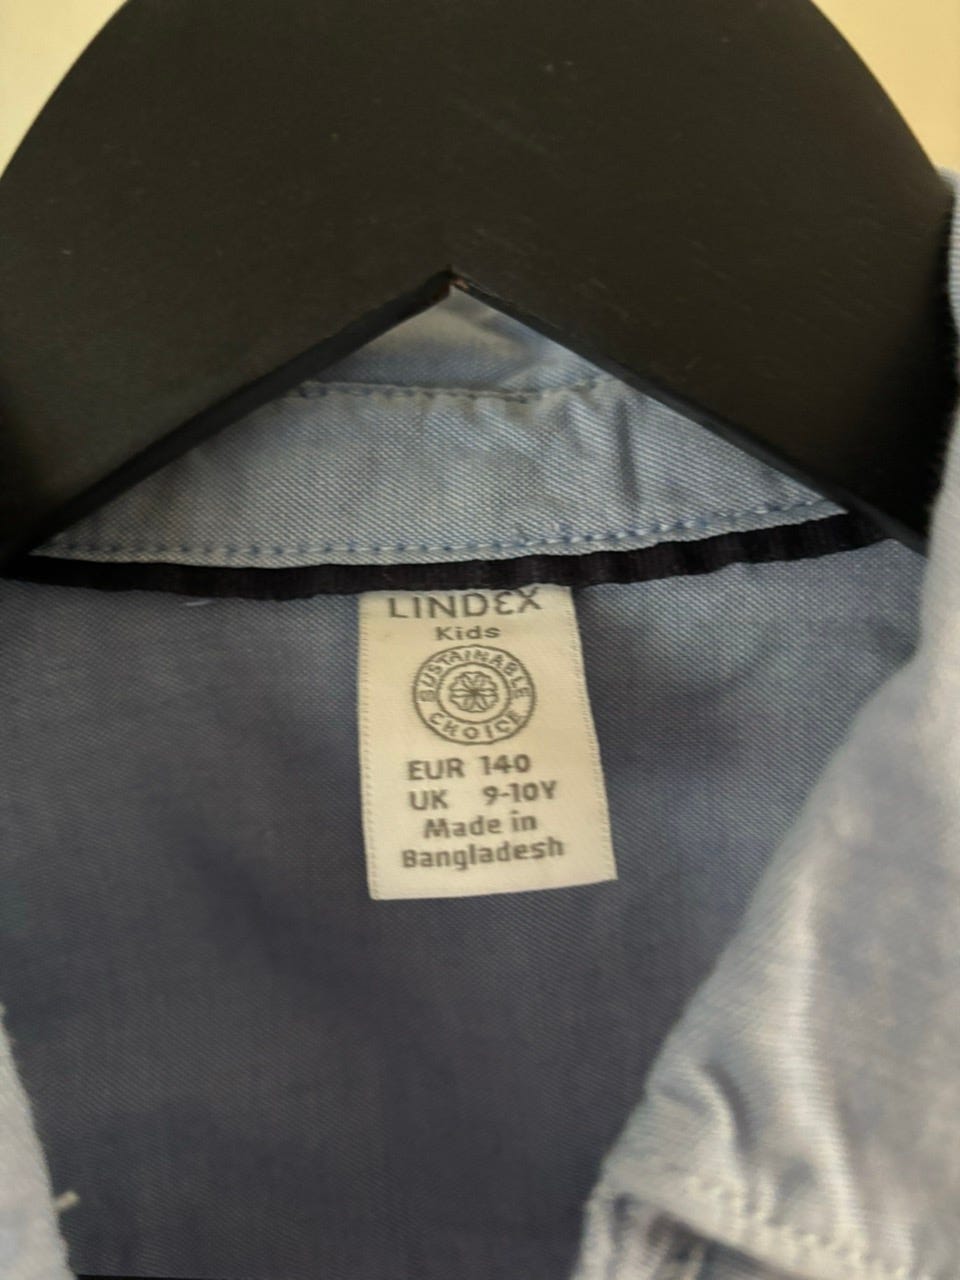 LINDEX
Kids
SUSTAINABLE
CHOICE
EUR 140
UK 9-10Y
Made in
Bangladesh